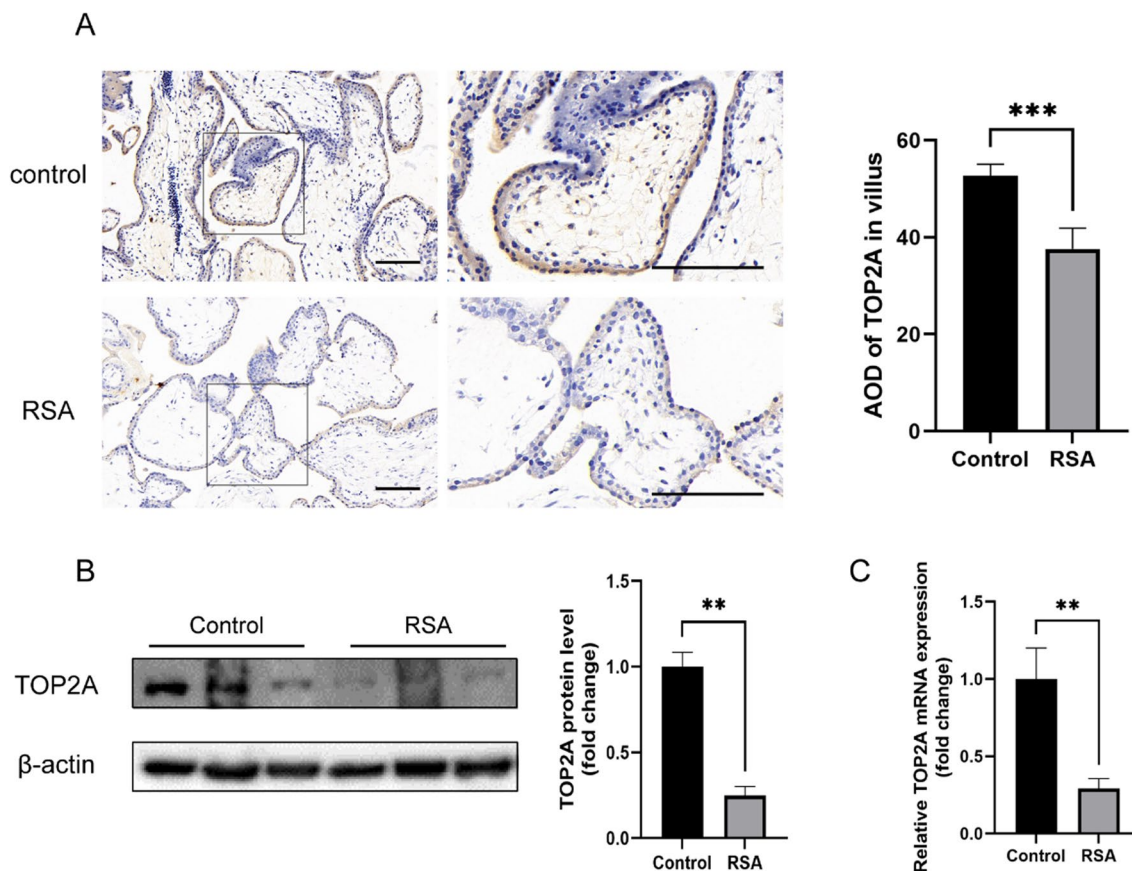 A
control
RSA
AOD of TOP2A in villus
60
40
20
0
***
Control RSA
B
Control RSA
TOP2A
β-actin
TOP2A protein level
(fold change)
1.5
1.0
0.5
0.0
**
Control RSA
C
Relative TOP2A mRNA expression
(fold change)
1.5
1.0
0.5
0.0
**
Control RSA